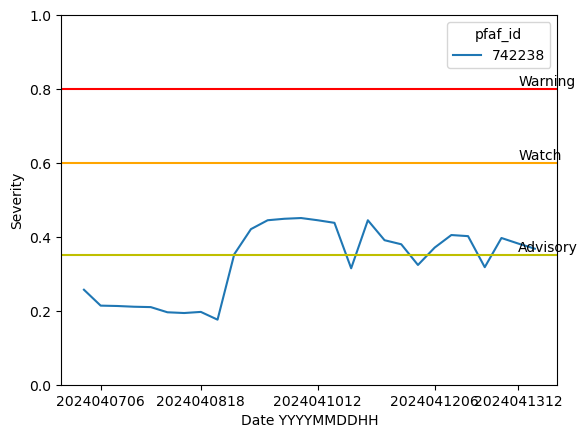 1.0
0.8
0.6
0.4
0.2
0.0
Severity
pfaf_id
742238
Warning
Watch
Advisory
2024040706
2024040818
2024041012
2024041206
2024041312
Date YYYYMMDDHH